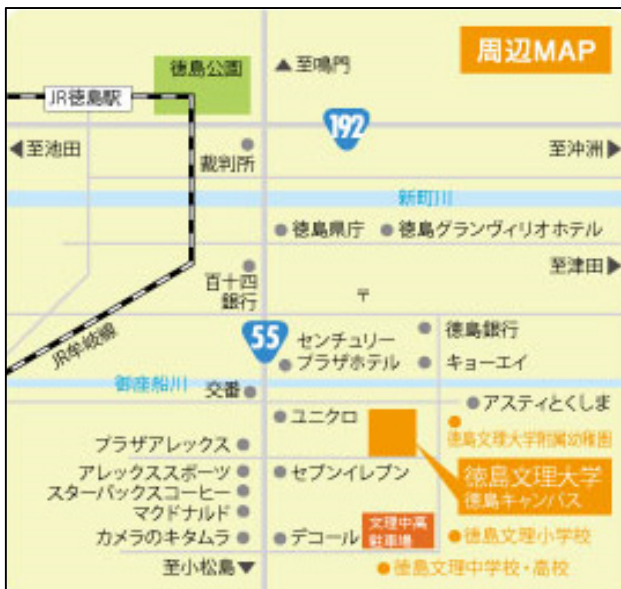 周辺MAP
徳島公園
▲至鳴門
JR徳島駅
192
◀至池田
至沖洲▶
裁判所
新町川
徳島県庁
徳島グランヴィリオホテル
至津田▶
百十四
銀行
〒
JR牟岐線
55
センチュリー
プラザホテル
徳島銀行
キョーエイ
御座船川
交番
アスティとくしま
ユニクロ
徳島文理大学附属幼稚園
プラザアレックス
徳島文理大学
徳島キャンパス
アレックススポーツ
セブンイレブン
スターバックスコーヒー
マクドナルド
カメラのキタムラ
デコール
文理中高
駐車場
徳島文理小学校
至小松島▼
徳島文理中学校・高校